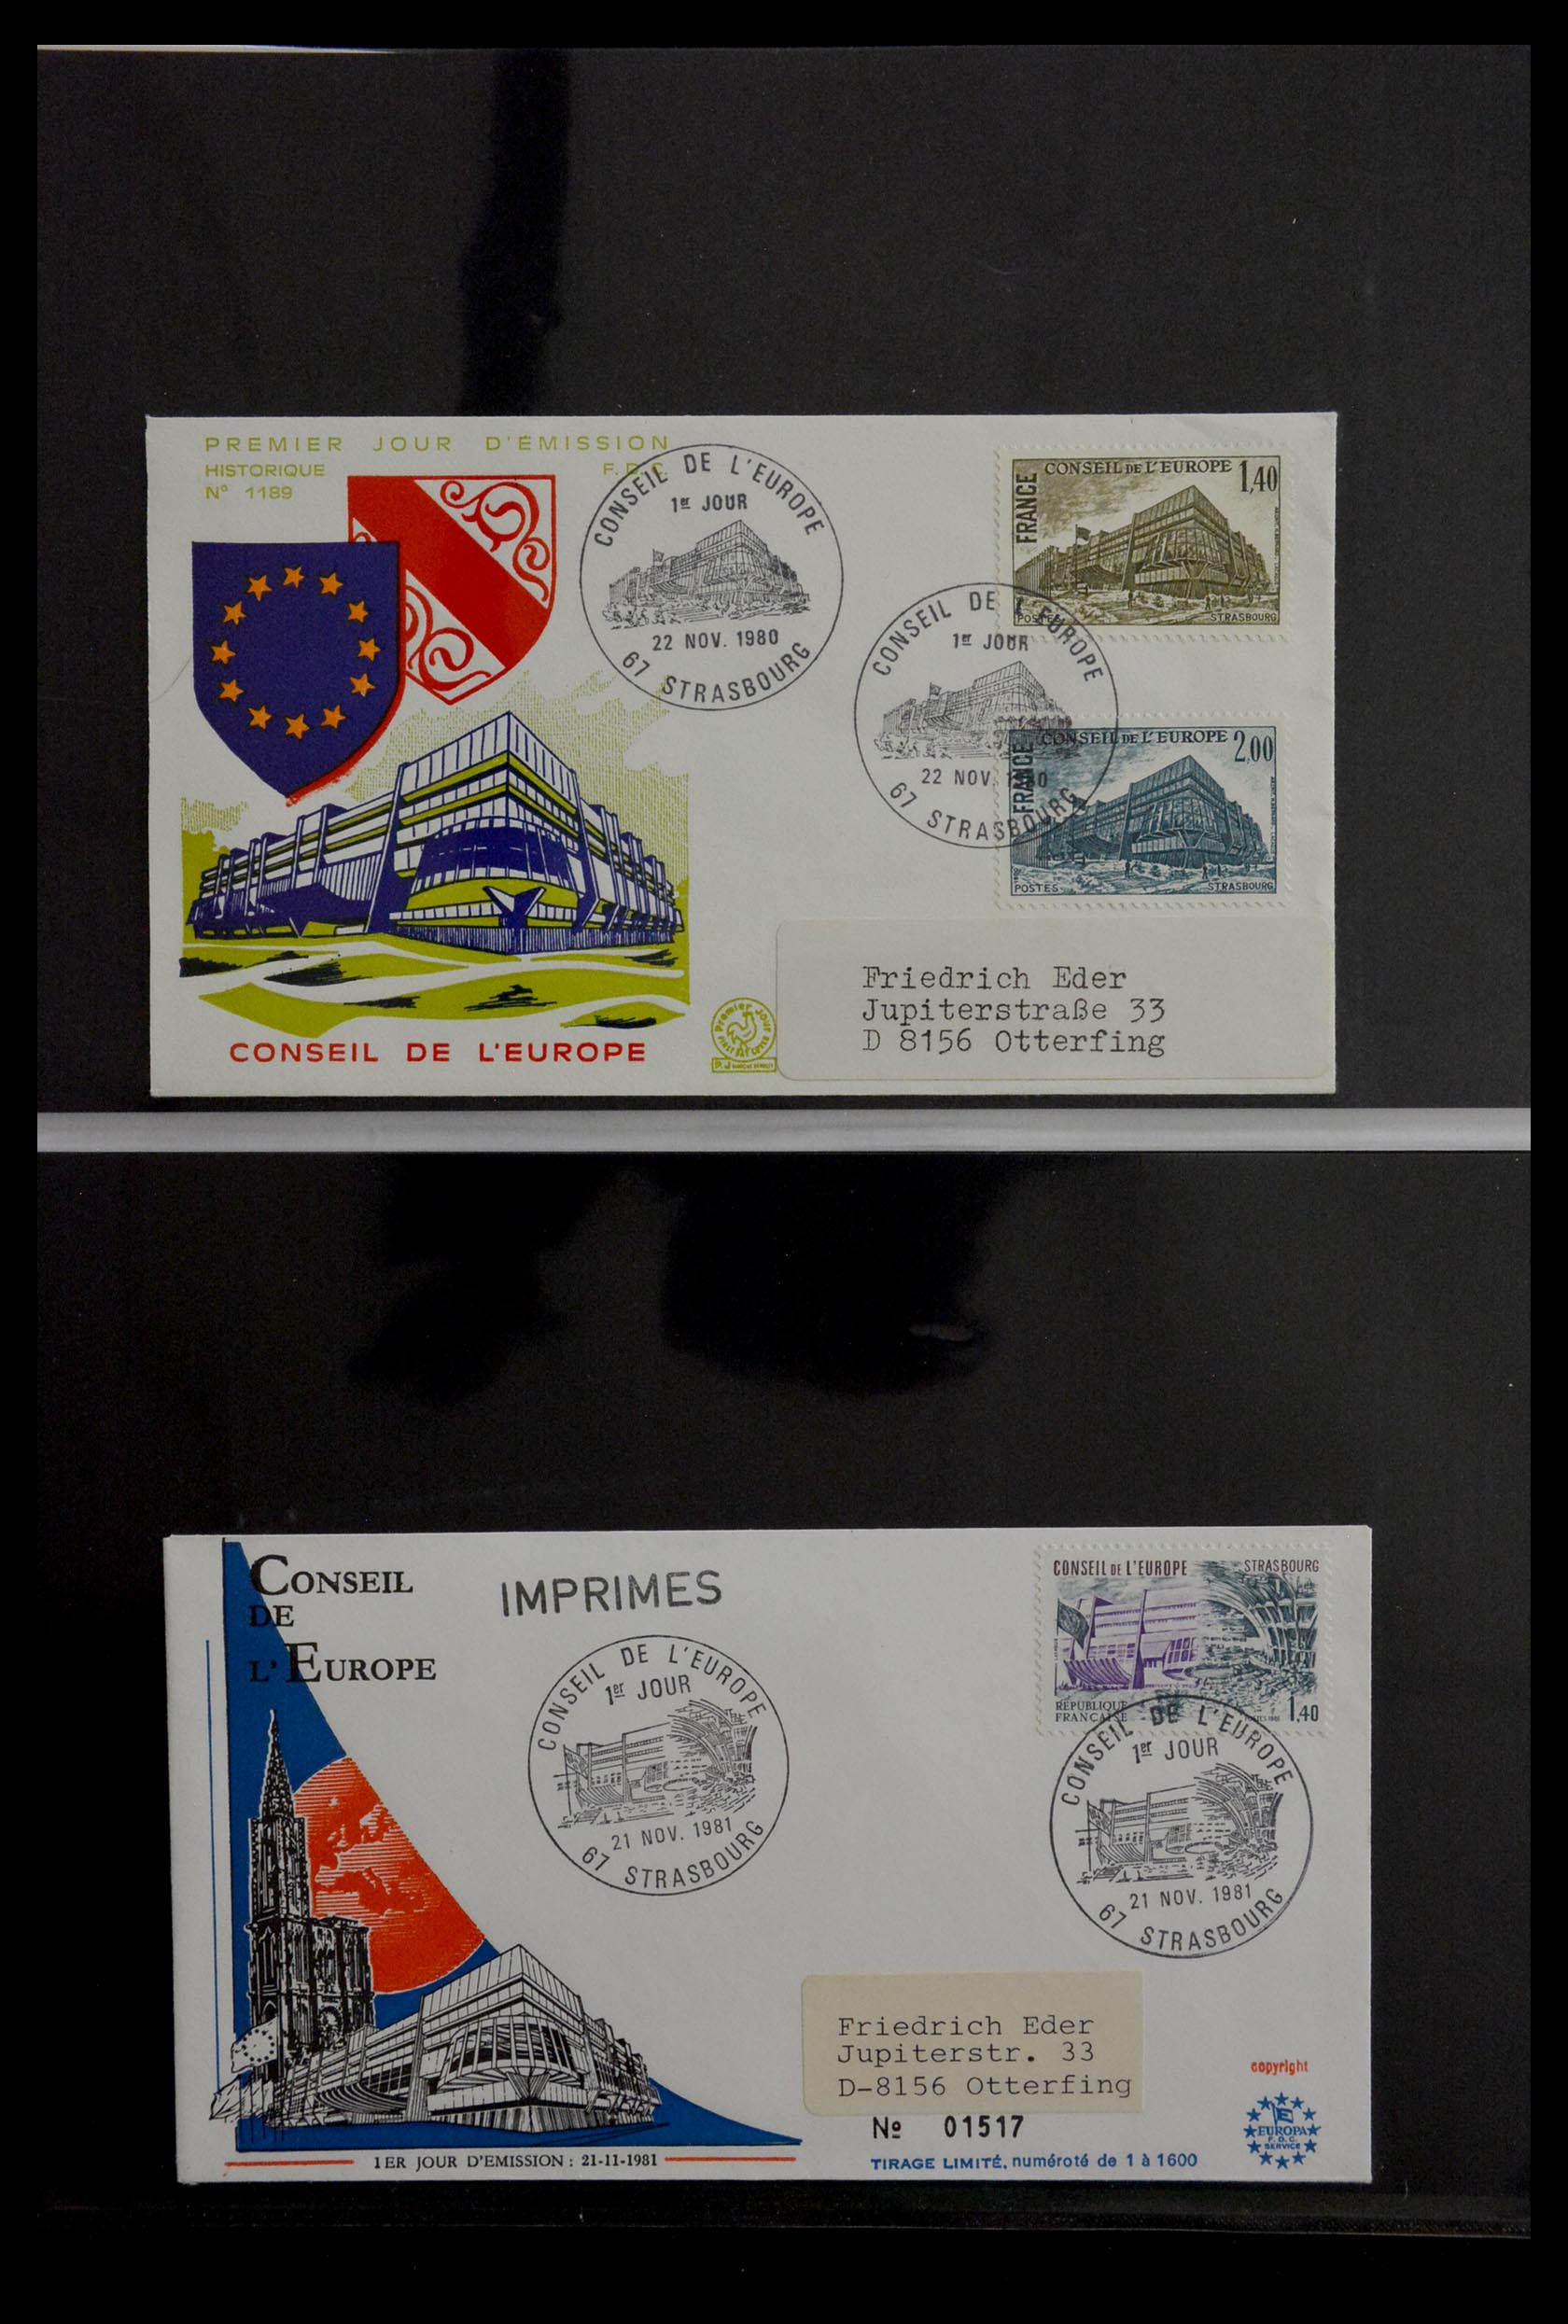 PREMIER JOUR D'ÉMISSION
HISTORIQUE F.D.C.
N° 1189
CONSEIL DE L'EUROPE
1er JOUR
22 NOV. 1980
67 STRASBOURG
CONSEIL DE L'EUROPE 1,40
FRANCE
POSTES STRASBOURG
CONSEIL DE L'EUROPE
1er JOUR
22 NOV. 1980
67 STRASBOURG
CONSEIL DE L'EUROPE 2,00
FRANCE
POSTES STRASBOURG
Friedrich Eder
Jupiterstraße 33
D 8156 Otterfing
Premier Jour
CONSEIL DE L'EUROPE
CONSEIL
DE
L'EUROPE
IMPRIMES
CONSEIL DE L'EUROPE STRASBOURG
RÉPUBLIQUE
FRANÇAISE 1,40
CONSEIL DE L'EUROPE
1er JOUR
21 NOV. 1981
67 STRASBOURG
CONSEIL DE L'EUROPE
1er JOUR
21 NOV. 1981
67 STRASBOURG
Friedrich Eder
Jupiterstr. 33
D-8156 Otterfing
copyright
Nº 01517
E
EUROPA
F.D.C.
SERVICE
1ER JOUR D'EMISSION : 21-11-1981
TIRAGE LIMITÉ, numéroté de 1 à 1600